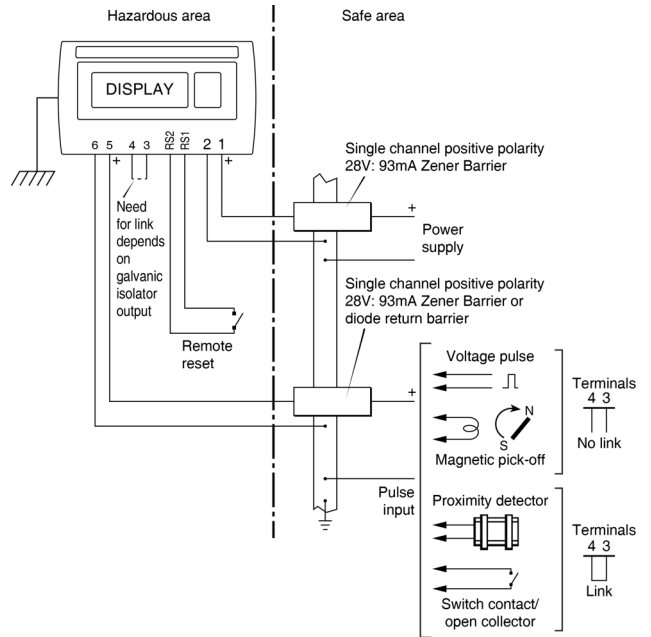 Hazardous area
Safe area
DISPLAY
6 5 4 3 RS2 RS1 2 1
+
+
Single channel positive polarity
28V: 93mA Zener Barrier
Need
for link
depends
on
galvanic
isolator
output
+
Power
supply
Single channel positive polarity
28V: 93mA Zener Barrier or
diode return barrier
Remote
reset
+
Voltage pulse
N
S
Magnetic pick-off
Terminals
4 3
No link
Pulse
input
Proximity detector
Switch contact/
open collector
Terminals
4 3
Link